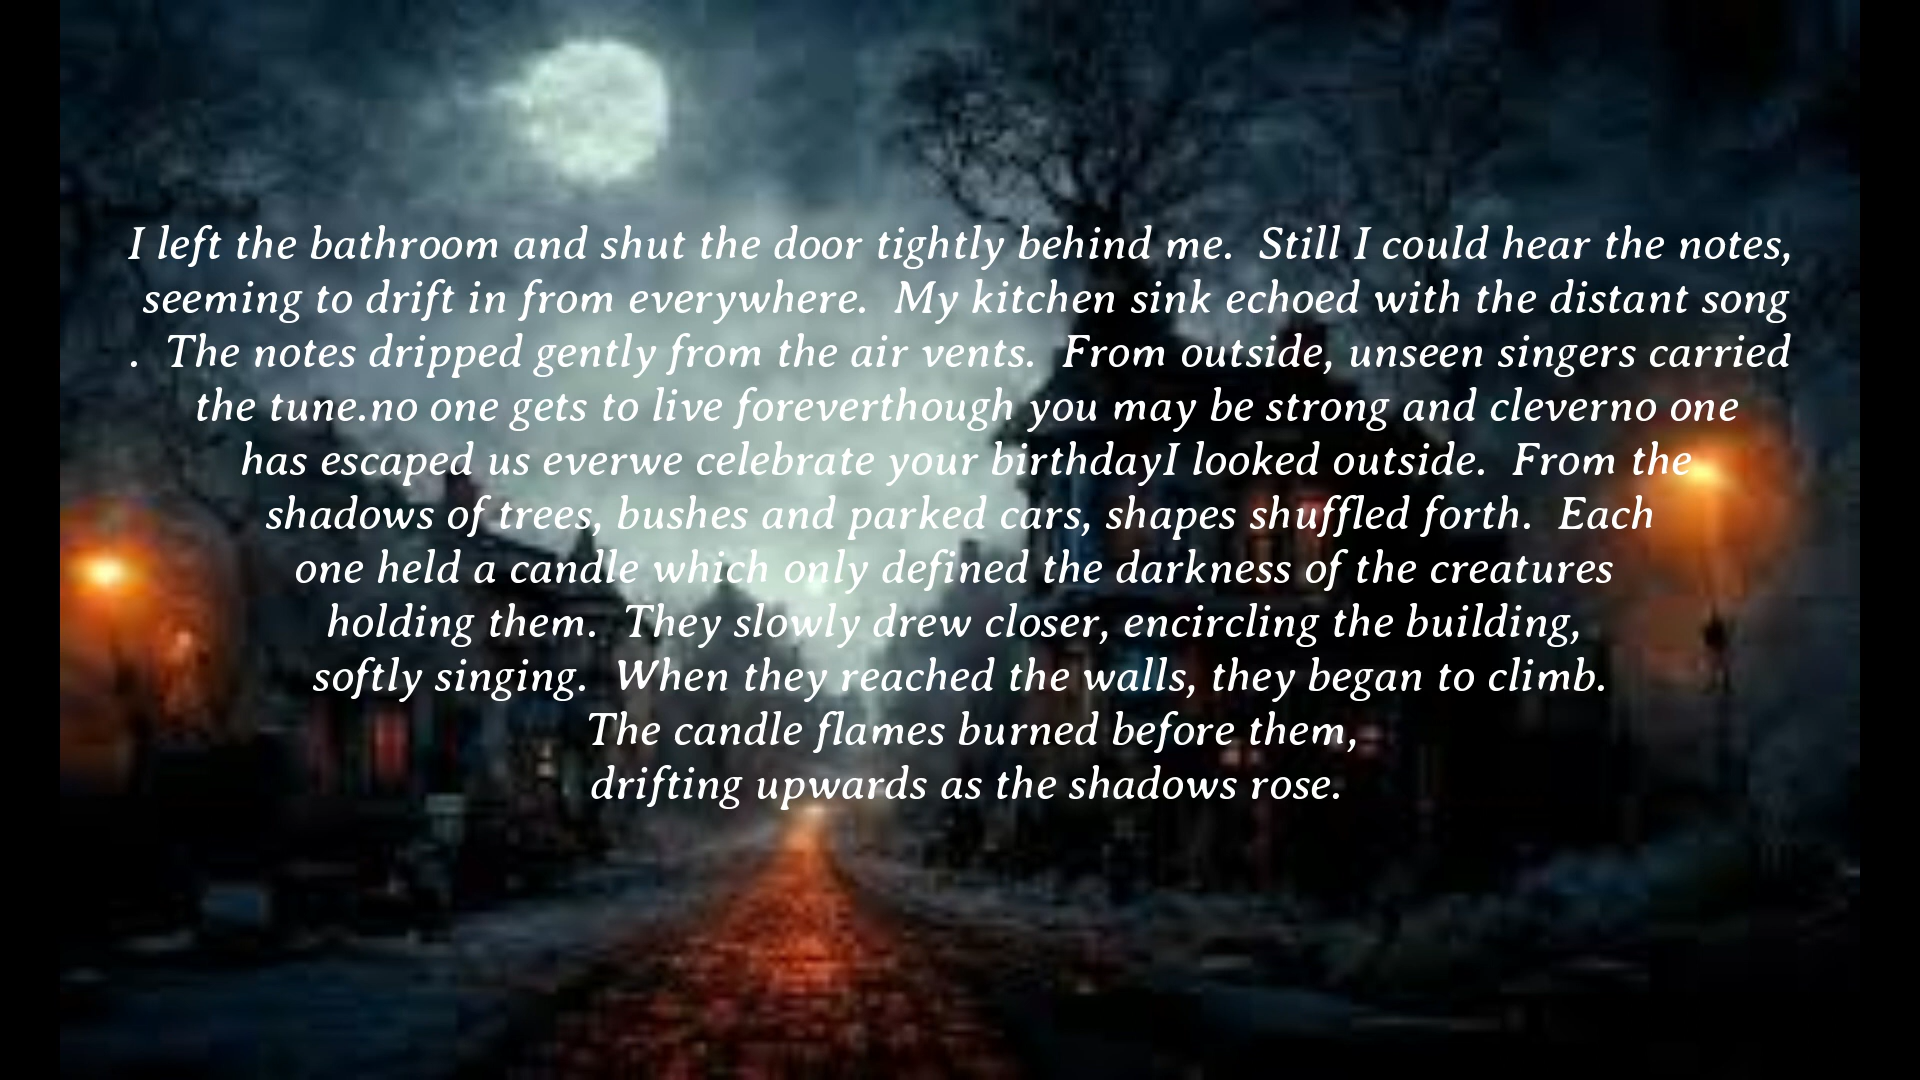 I left the bathroom and shut the door tightly behind me.  Still I could hear the notes,
seeming to drift in from everywhere.  My kitchen sink echoed with the distant song
.  The notes dripped gently from the air vents.  From outside, unseen singers carried
the tune.no one gets to live foreverthough you may be strong and cleverno one
has escaped us everwe celebrate your birthdayI looked outside.  From the
shadows of trees, bushes and parked cars, shapes shuffled forth.  Each
one held a candle which only defined the darkness of the creatures
holding them.  They slowly drew closer, encircling the building,
softly singing.  When they reached the walls, they began to climb.
The candle flames burned before them,
drifting upwards as the shadows rose.